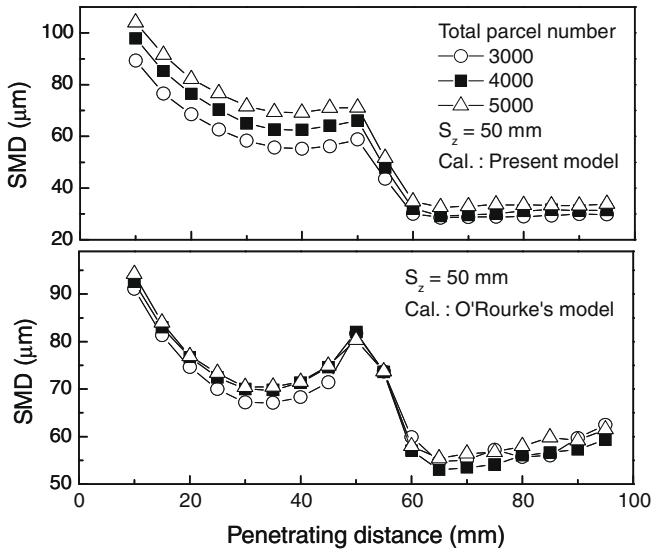 100
80
60
40
20
SMD (μm)
Total parcel number
3000
4000
5000
S_z = 50 mm
Cal. : Present model
90
80
70
60
50
SMD (μm)
S_z = 50 mm
Cal. : O'Rourke's model
0 20 40 60 80 100
Penetrating distance (mm)